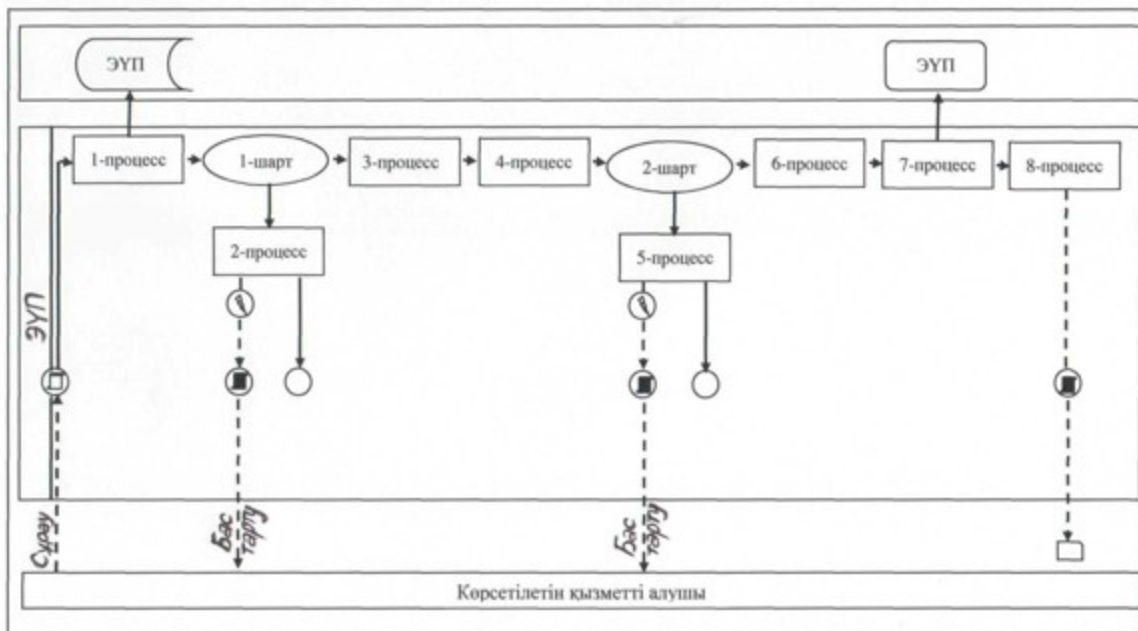 ЭҮП
ЭҮП
1-процесс
1-шарт
3-процесс
4-процесс
2-шарт
6-процесс
7-процесс
8-процесс
2-процесс
5-процесс
ЭҮП
Сұрау
Бас
тарту
Бас
тарту
Көрсетілетін қызметті алушы